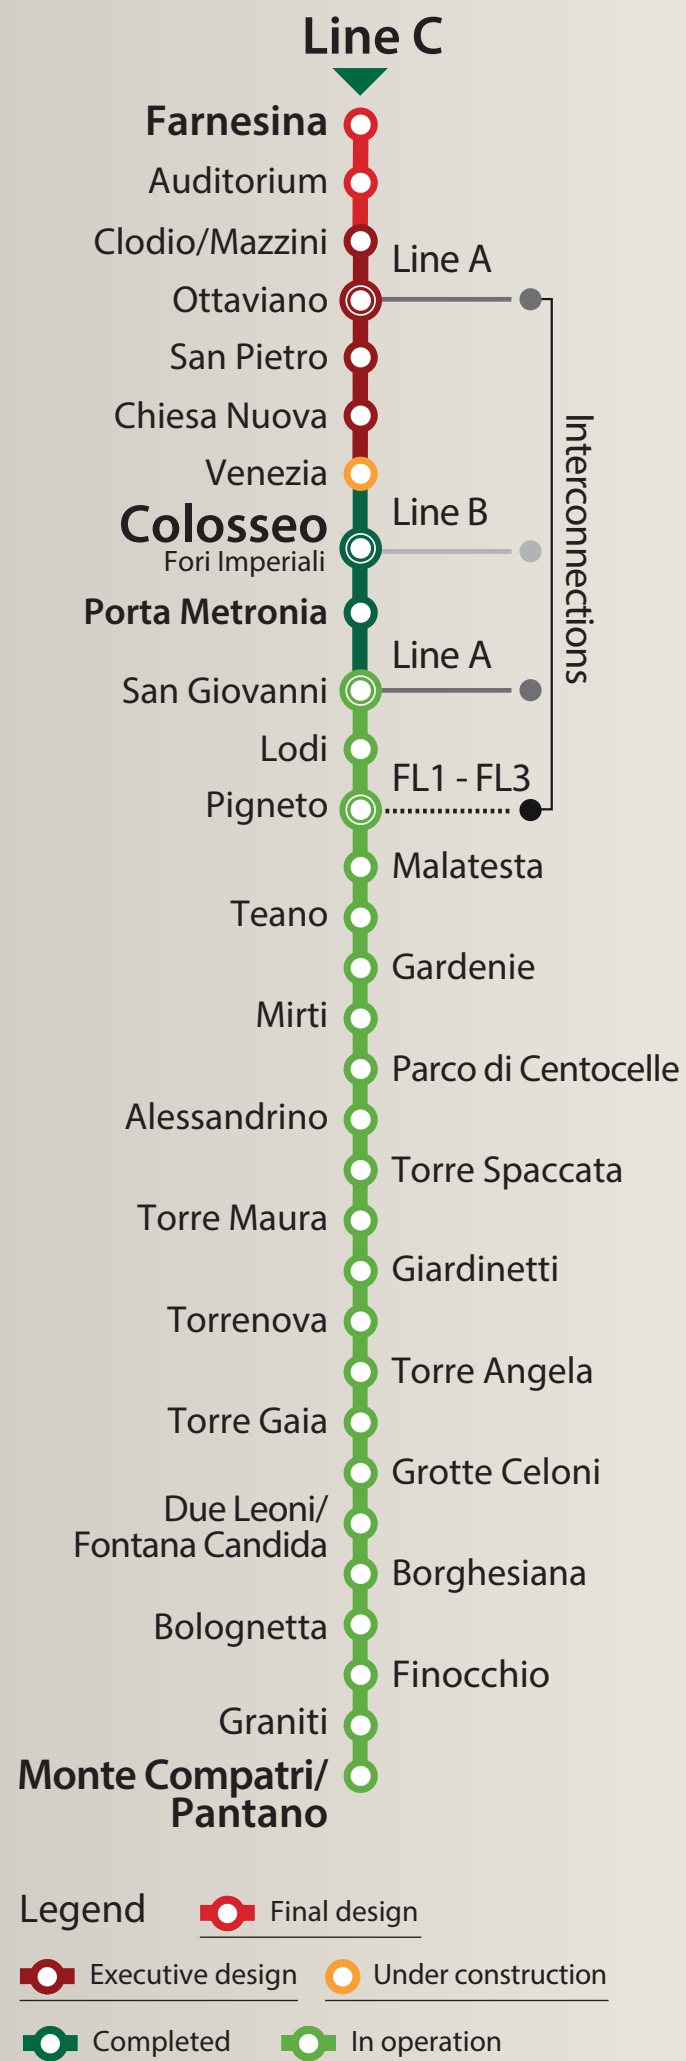 Line C
Farnesina
Auditorium
Clodio/Mazzini
Line A
Ottaviano
San Pietro
Chiesa Nuova
Interconnections
Venezia
Line B
Colosseo
Fori Imperiali
Porta Metronia
Line A
San Giovanni
Lodi
FL1 - FL3
Pigneto
Malatesta
Teano
Gardenie
Mirti
Parco di Centocelle
Alessandrino
Torre Spaccata
Torre Maura
Giardinetti
Torrenova
Torre Angela
Torre Gaia
Grotte Celoni
Due Leoni/
Fontana Candida
Borghesiana
Bolognetta
Finocchio
Graniti
Monte Compatri/
Pantano
Legend
Final design
Executive design
Under construction
Completed
In operation